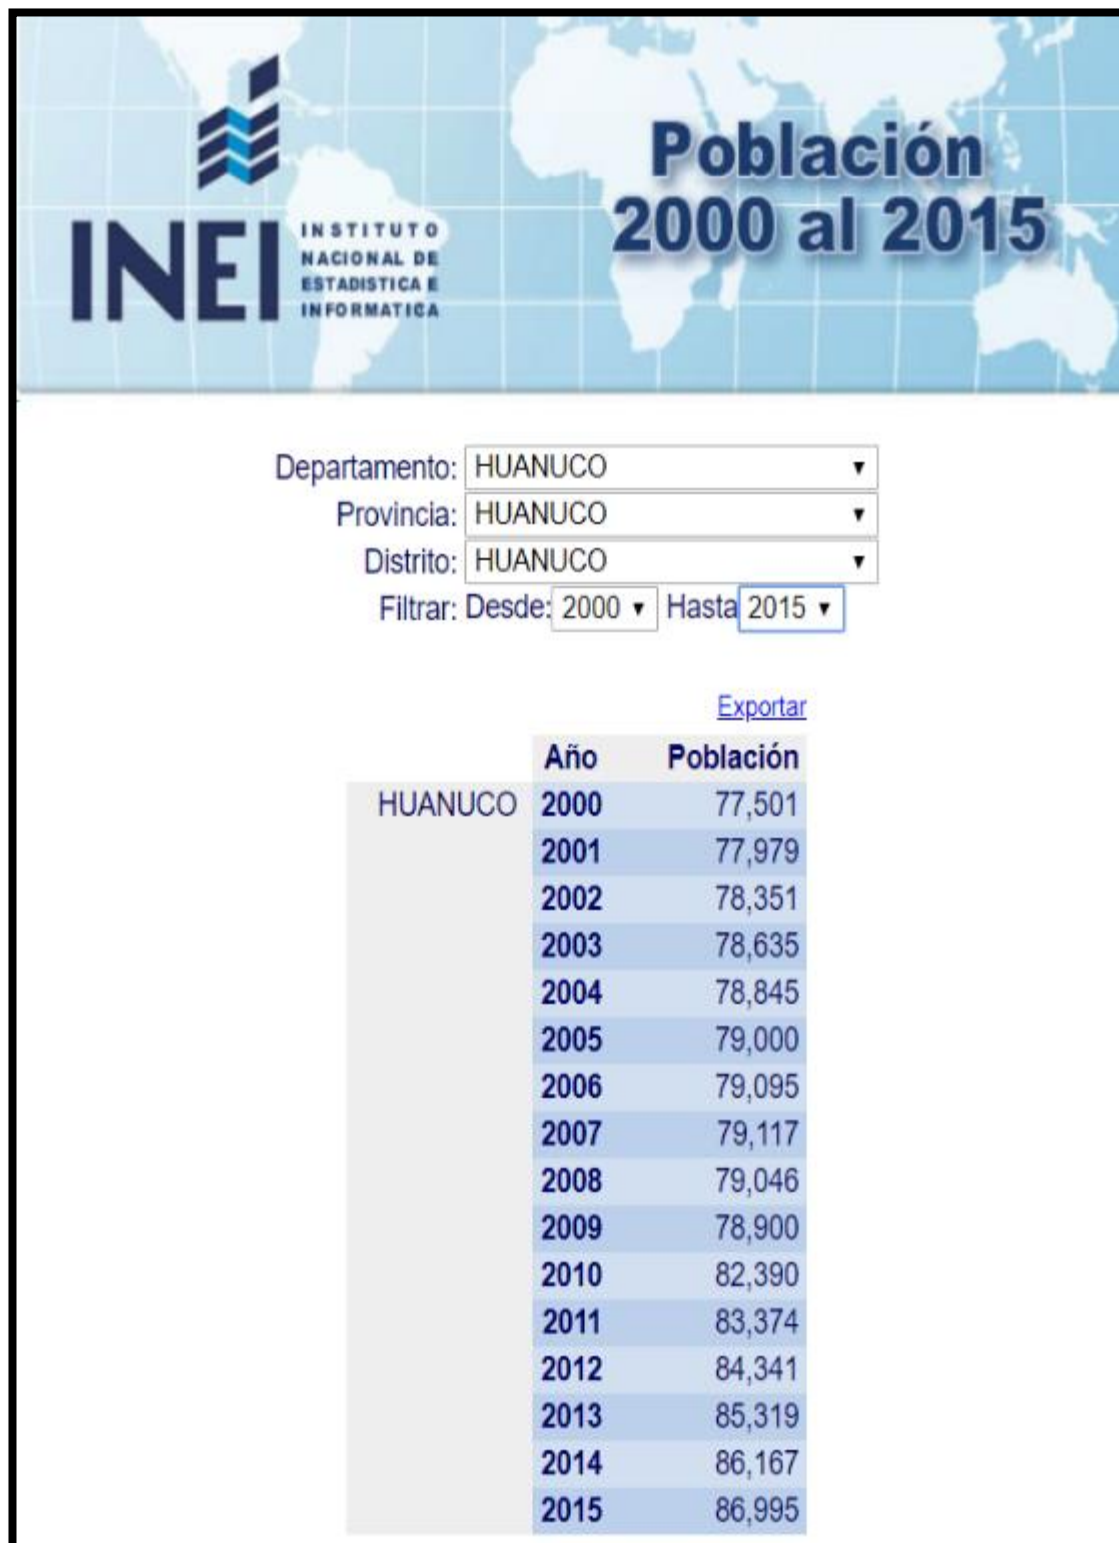 INEI
INSTITUTO
NACIONAL DE
ESTADISTICA E
INFORMATICA
Población
2000 al 2015
Departamento: HUANUCO
Provincia: HUANUCO
Distrito: HUANUCO
Filtrar: Desde: 2000 Hasta 2015
Exportar
Año Población
HUANUCO 2000 77,501
2001 77,979
2002 78,351
2003 78,635
2004 78,845
2005 79,000
2006 79,095
2007 79,117
2008 79,046
2009 78,900
2010 82,390
2011 83,374
2012 84,341
2013 85,319
2014 86,167
2015 86,995